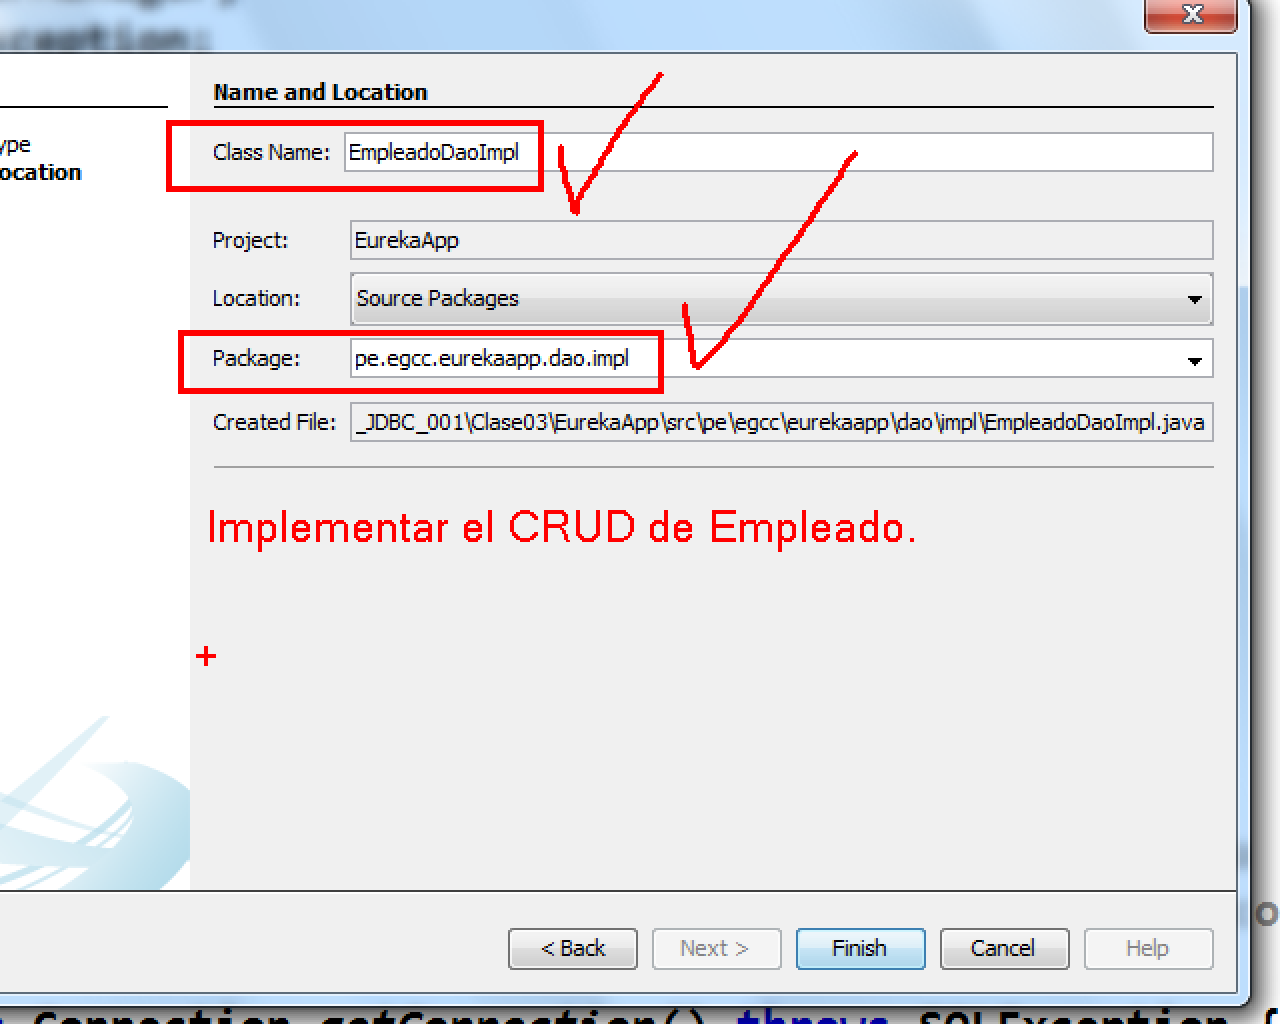 ception:
Name and Location
ype
ocation
Class Name: EmpleadoDaoImpl
Project: EurekaApp
Location: Source Packages
Package: pe.egcc.eurekaapp.dao.impl
Created File: _JDBC_001\Clase03\EurekaApp\src\pe\egcc\eurekaapp\dao\impl\EmpleadoDaoImpl.java
Implementar el CRUD de Empleado.
< Back Next > Finish Cancel Help
Connection getConnection() throws SQLException {